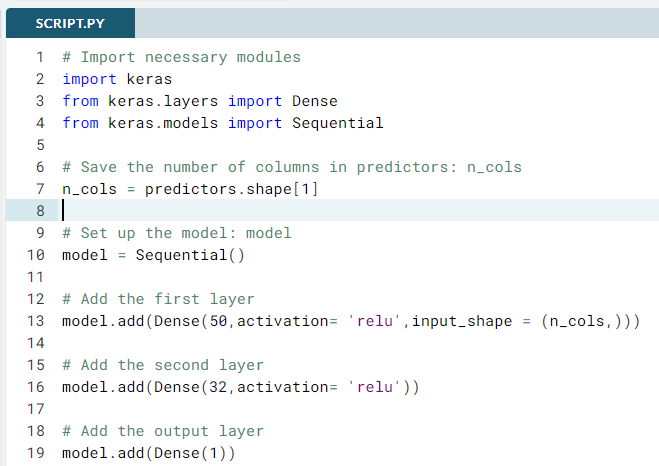 SCRIPT.PY
1 # Import necessary modules
2 import keras
3 from keras.layers import Dense
4 from keras.models import Sequential
5
6 # Save the number of columns in predictors: n_cols
7 n_cols = predictors.shape[1]
8
9 # Set up the model: model
10 model = Sequential()
11
12 # Add the first layer
13 model.add(Dense(50,activation= 'relu',input_shape = (n_cols,)))
14
15 # Add the second layer
16 model.add(Dense(32,activation= 'relu'))
17
18 # Add the output layer
19 model.add(Dense(1))